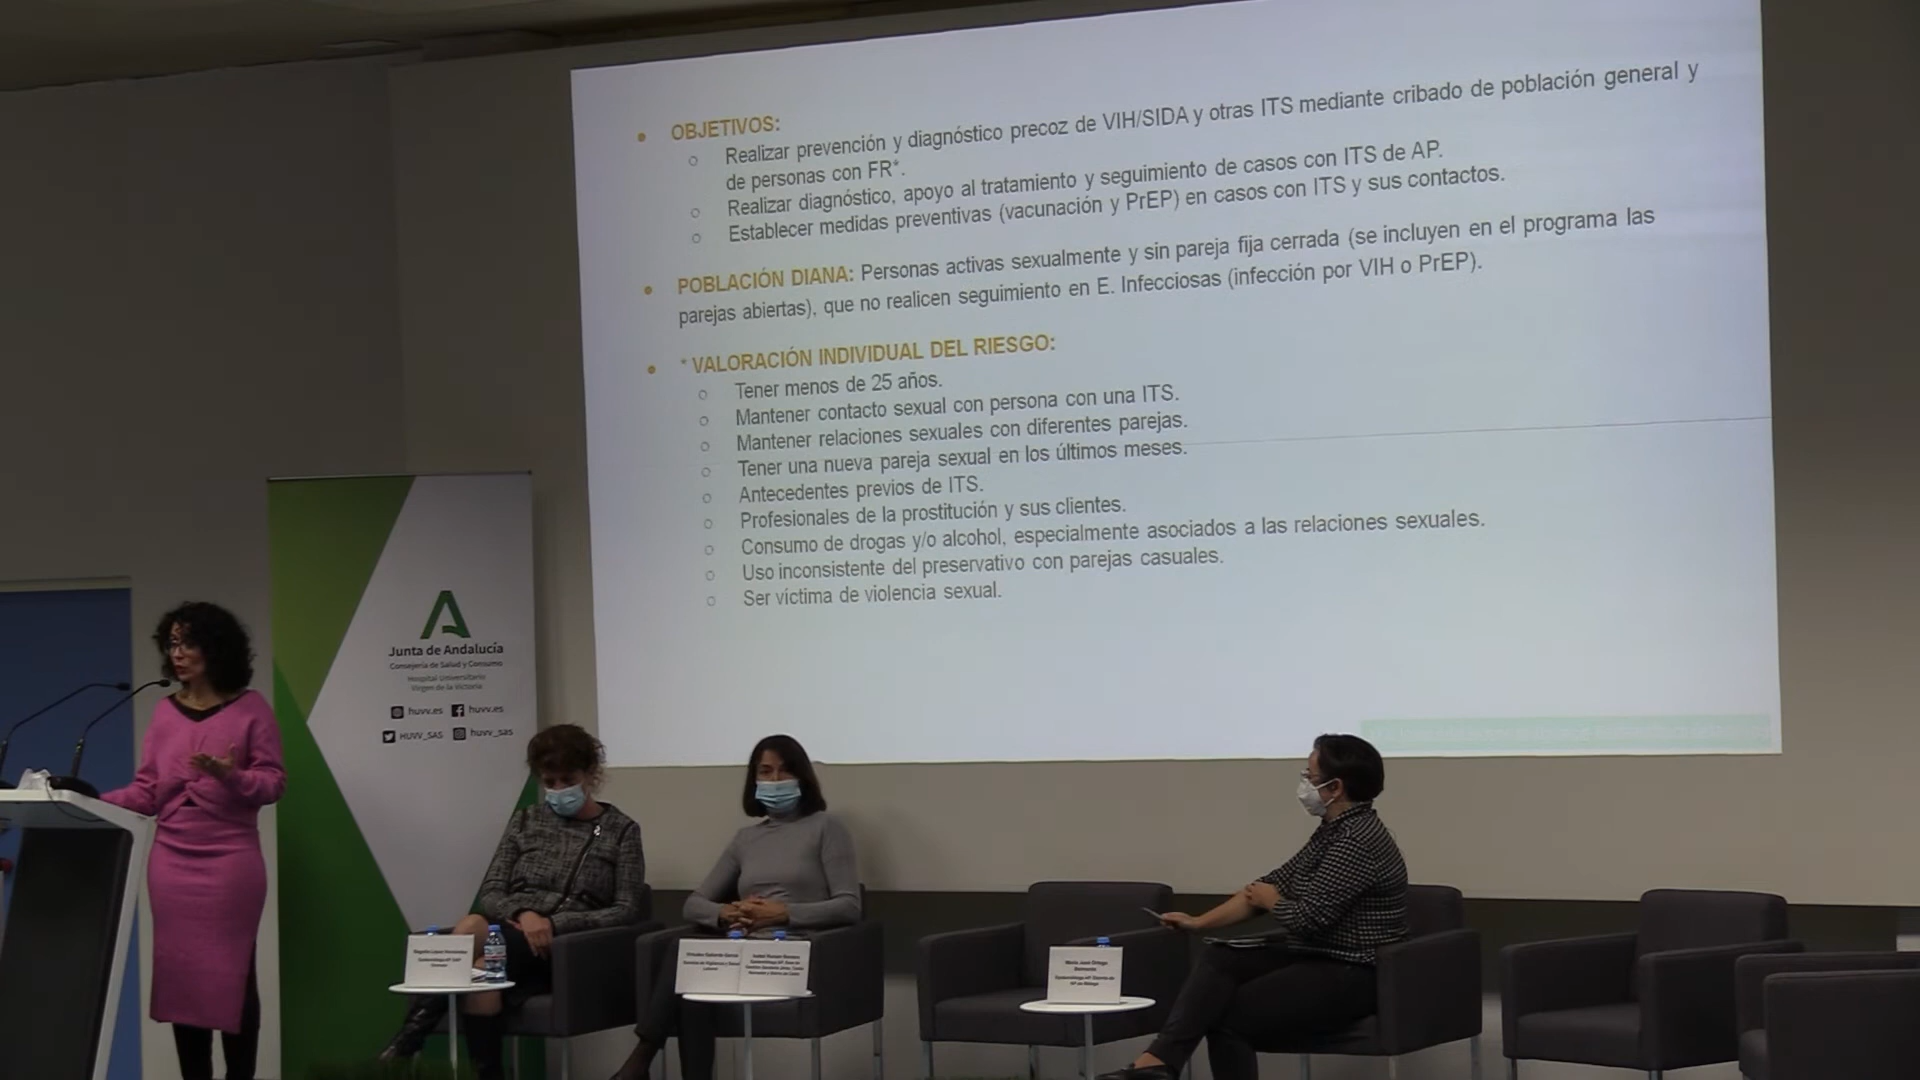 OBJETIVOS:
Realizar prevención y diagnóstico precoz de VIH/SIDA y otras ITS mediante cribado de población general y
de personas con FR*.
Realizar diagnóstico, apoyo al tratamiento y seguimiento de casos con ITS de AP.
Establecer medidas preventivas (vacunación y PrEP) en casos con ITS y sus contactos.
POBLACIÓN DIANA: Personas activas sexualmente y sin pareja fija cerrada (se incluyen en el programa las
parejas abiertas), que no realicen seguimiento en E. Infecciosas (infección por VIH o PrEP).
* VALORACIÓN INDIVIDUAL DEL RIESGO:
Tener menos de 25 años.
Mantener contacto sexual con persona con una ITS.
Mantener relaciones sexuales con diferentes parejas.
Tener una nueva pareja sexual en los últimos meses.
Antecedentes previos de ITS.
Profesionales de la prostitución y sus clientes.
Consumo de drogas y/o alcohol, especialmente asociados a las relaciones sexuales.
Uso inconsistente del preservativo con parejas casuales.
Ser víctima de violencia sexual.
Junta de Andalucía
Consejería de Salud y Consumo
Hospital Universitario
Virgen de la Victoria
huvv.es huvv.es
HUVV_SAS huvv_sas
María José Ortega